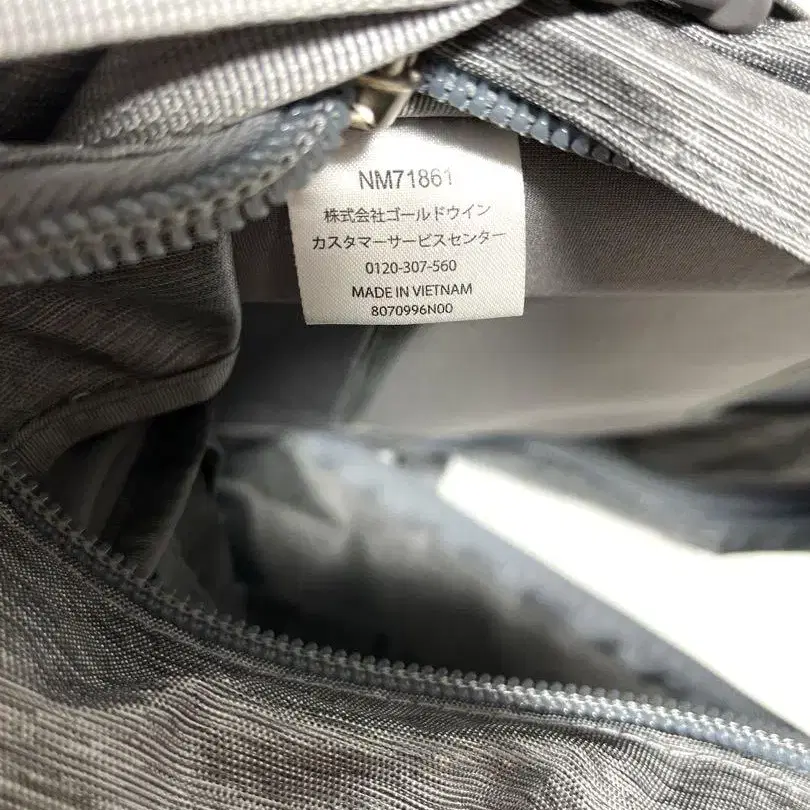 NM71861
株式会社ゴールドウイン
カスタマーサービスセンター
0120-307-560
MADE IN VIETNAM
8070996N00